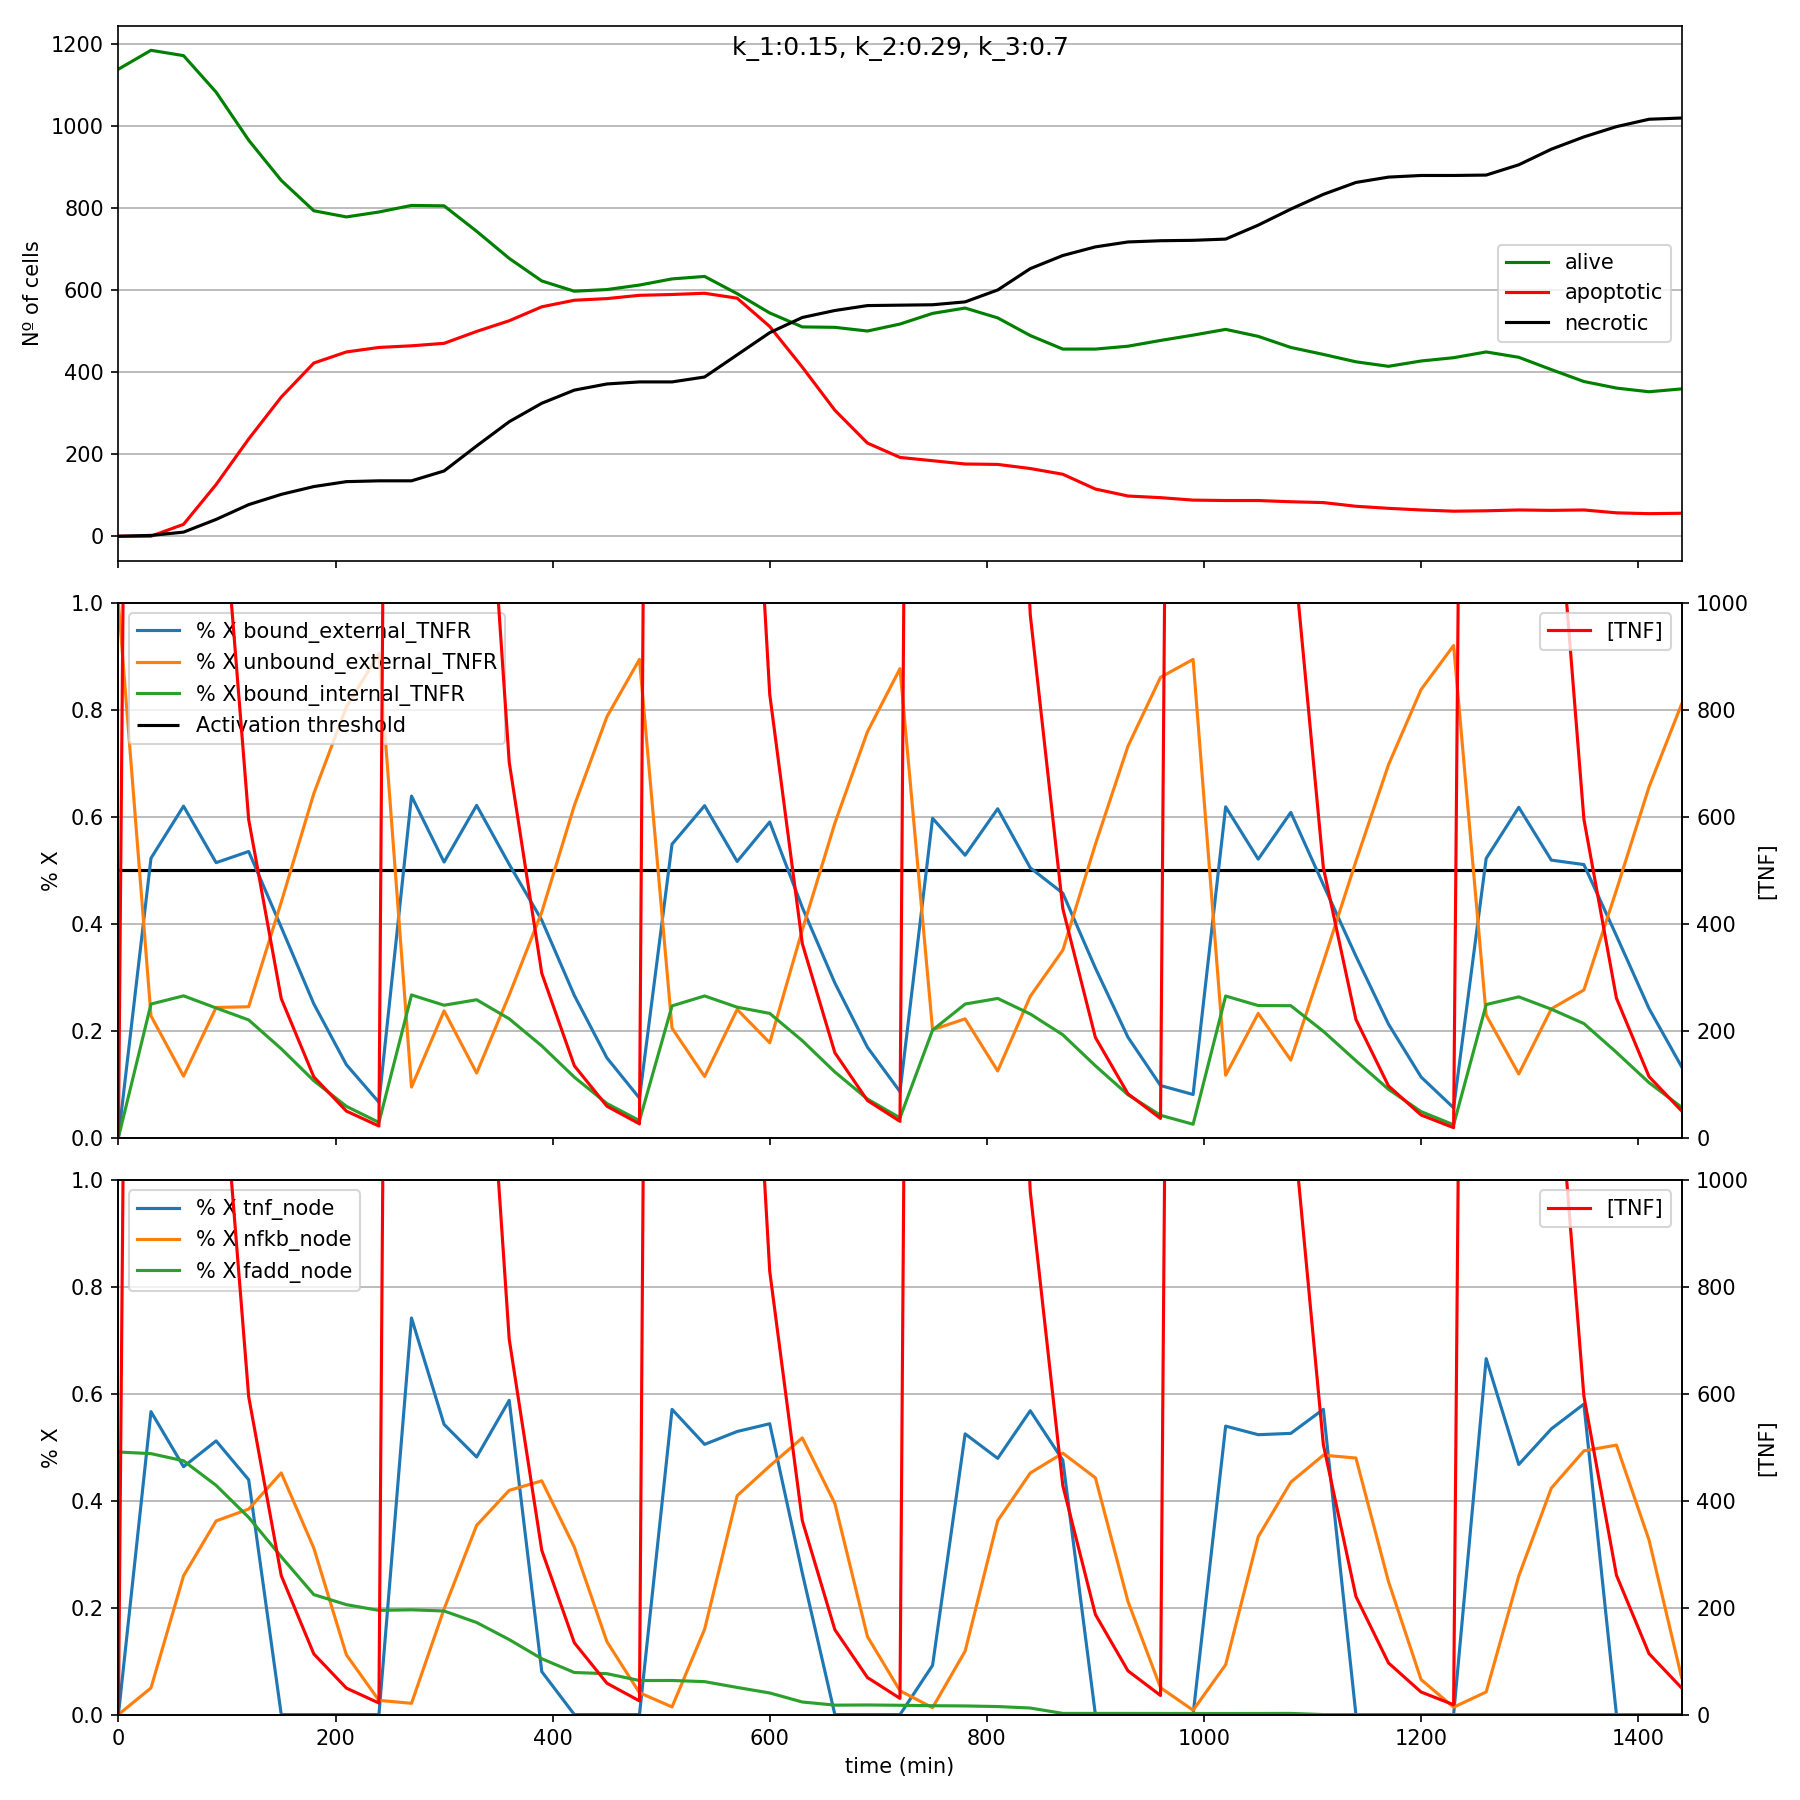 k_1:0.15, k_2:0.29, k_3:0.7
1200
1000
800
600
400
200
0
Nº of cells
alive
apoptotic
necrotic
1.0
0.8
0.6
0.4
0.2
0.0
% X
% X bound_external_TNFR
% X unbound_external_TNFR
% X bound_internal_TNFR
Activation threshold
[TNF]
1000
800
600
400
200
0
[TNF]
1.0
0.8
0.6
0.4
0.2
0.0
% X
% X tnf_node
% X nfkb_node
% X fadd_node
[TNF]
1000
800
600
400
200
0
[TNF]
0 200 400 600 800 1000 1200 1400
time (min)